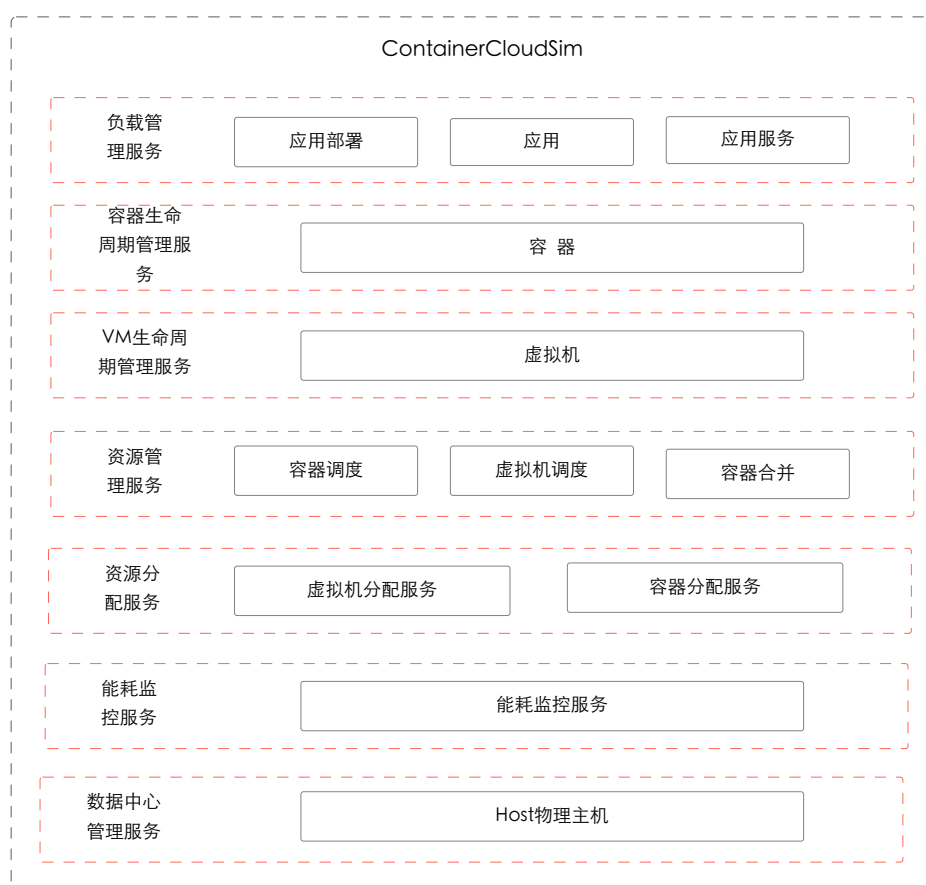 ContainerCloudSim
负载管
理服务
应用部署
应用
应用服务
容器生命
周期管理服
务
容 器
VM生命周
期管理服务
虚拟机
资源管
理服务
容器调度
虚拟机调度
容器合并
资源分
配服务
虚拟机分配服务
容器分配服务
能耗监
控服务
能耗监控服务
数据中心
管理服务
Host物理主机